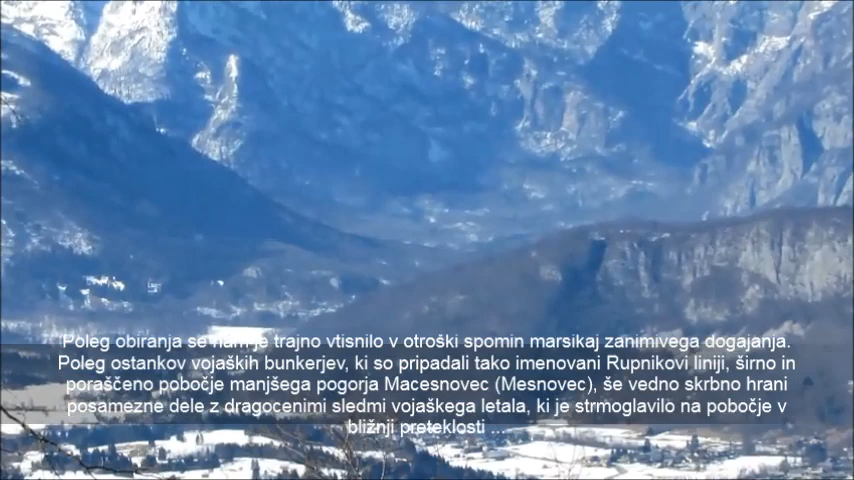 Poleg obiranja se nam je trajno vtisnilo v otroški spomin marsikaj zanimivega dogajanja.
Poleg ostankov vojaških bunkerjev, ki so pripadali tako imenovani Rupnikovi liniji, širno in
poraščeno pobočje manjšega pogorja Macesnovec (Mesnovec), še vedno skrbno hrani
posamezne dele z dragocenimi sledmi vojaškega letala, ki je strmoglavilo na pobočje v
bližnji preteklosti ...